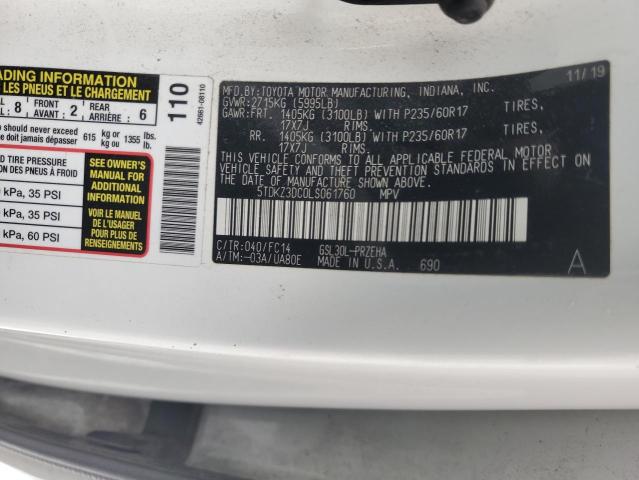 ADING INFORMATION
LES PNEUS ET LE CHARGEMENT
8 FRONT AVANT : 2 REAR ARRIÈRE 6
should never exceed 615 kg or kg ou 1355 lbs. lb.
ne doit jamais dépasser
TIRE PRESSURE
DES PNEUS À FROID
kPa, 35 PSI
kPa, 35 PSI
kPa, 60 PSI
SEE OWNER'S
MANUAL FOR
ADDITIONAL
INFORMATION
VOIR LE MANUEL
DE L'USAGER
POUR PLUS DE
RENSEIGNEMENTS
110
42661-08110
11/19
MFD.BY:TOYOTA MOTOR MANUFACTURING, INDIANA, INC.
GVWR:2715KG (5995LB)
GAWR:FRT. 1405KG (3100LB) WITH P235/60R17 TIRES,
17X7J RIMS.
RR. 1405KG (3100LB) WITH P235/60R17 TIRES,
17X7J RIMS.
THIS VEHICLE CONFORMS TO ALL APPLICABLE FEDERAL MOTOR
VEHICLE SAFETY AND THEFT PREVENTION STANDARDS IN EFFECT ON
THE DATE OF MANUFACTURE SHOWN ABOVE.
5TDKZ3DC0LS061760 MPV
C/TR:040/FC14 GSL30L-PRZEHA
A/TM:-03A/UA80E MADE IN U.S.A. 690
A